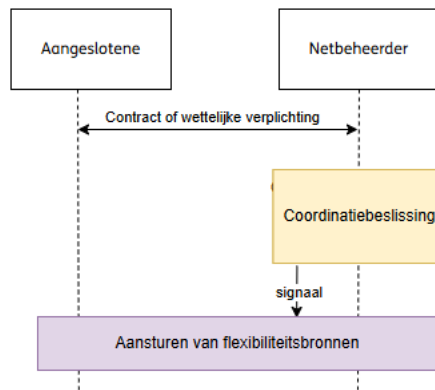 Aangeslotene
Netbeheerder
Contract of wettelijke verplichting
Coordinatiebeslissing
signaal
Aansturen van flexibiliteitsbronnen